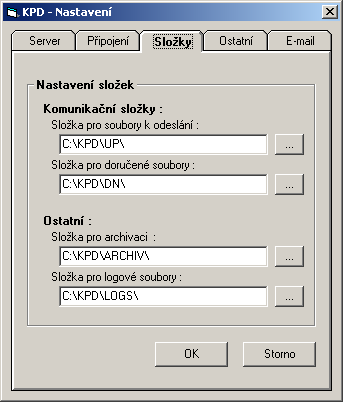 KPD - Nastavení
Server Připojení Složky Ostatní E-mail
Nastavení složek
Komunikační složky :
Složka pro soubory k odeslání :
C:\KPD\UP\ ...
Složka pro doručené soubory :
C:\KPD\DN\ ...
Ostatní :
Složka pro archivaci :
C:\KPD\ARCHIV\ ...
Složka pro logové soubory :
C:\KPD\LOGS\ ...
OK Storno